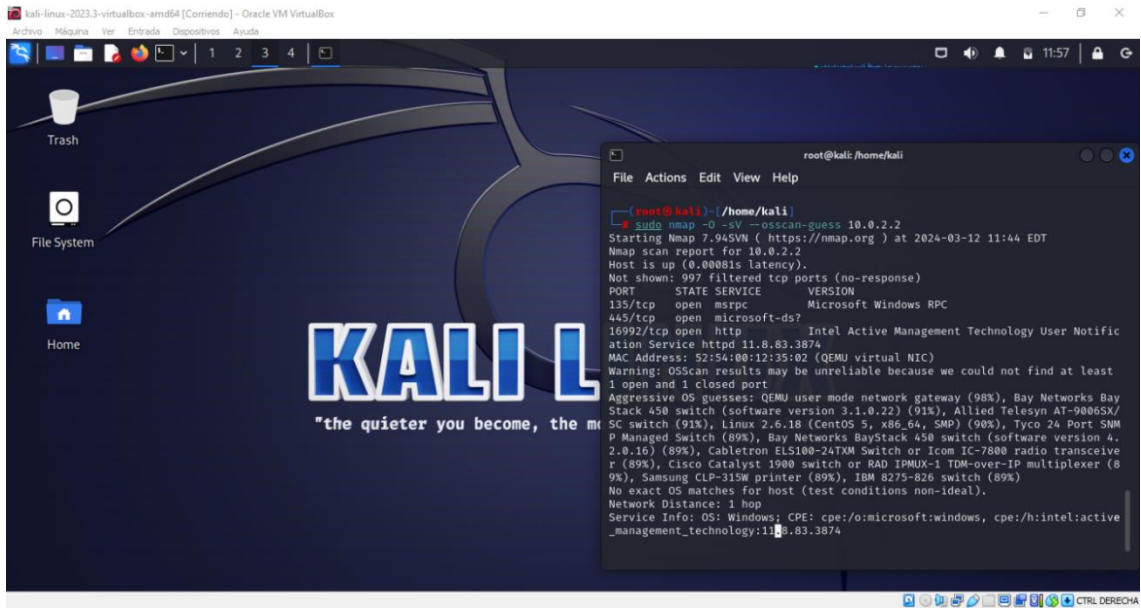 kali-linux-2023.3-virtualbox-amd64 [Corriendo] - Oracle VM VirtualBox
Archivo Máquina Ver Entrada Dispositivos Ayuda
1 2 3 4
11:57
Trash
File System
Home
KALI L
"the quieter you become, the mo
root@kali: /home/kali
File Actions Edit View Help
┌──(root㉿kali)-[/home/kali]
└─# sudo nmap -O -sV --osscan-guess 10.0.2.2
Starting Nmap 7.94SVN ( https://nmap.org ) at 2024-03-12 11:44 EDT
Nmap scan report for 10.0.2.2
Host is up (0.00081s latency).
Not shown: 997 filtered tcp ports (no-response)
PORT STATE SERVICE VERSION
135/tcp open msrpc Microsoft Windows RPC
445/tcp open microsoft-ds?
16992/tcp open http Intel Active Management Technology User Notific
ation Service httpd 11.8.83.3874
MAC Address: 52:54:00:12:35:02 (QEMU virtual NIC)
Warning: OSScan results may be unreliable because we could not find at least
1 open and 1 closed port
Aggressive OS guesses: QEMU user mode network gateway (98%), Bay Networks Bay
Stack 450 switch (software version 3.1.0.22) (91%), Allied Telesyn AT-9006SX/
SC switch (91%), Linux 2.6.18 (CentOS 5, x86_64, SMP) (90%), Tyco 24 Port SNM
P Managed Switch (89%), Bay Networks BayStack 450 switch (software version 4.
2.0.16) (89%), Cabletron ELS100-24TXM Switch or Icom IC-7800 radio transceive
r (89%), Cisco Catalyst 1900 switch or RAD IPMUX-1 TDM-over-IP multiplexer (8
9%), Samsung CLP-315W printer (89%), IBM 8275-826 switch (89%)
No exact OS matches for host (test conditions non-ideal).
Network Distance: 1 hop
Service Info: OS: Windows; CPE: cpe:/o:microsoft:windows, cpe:/h:intel:active
_management_technology:11.8.83.3874
CTRL DERECHA